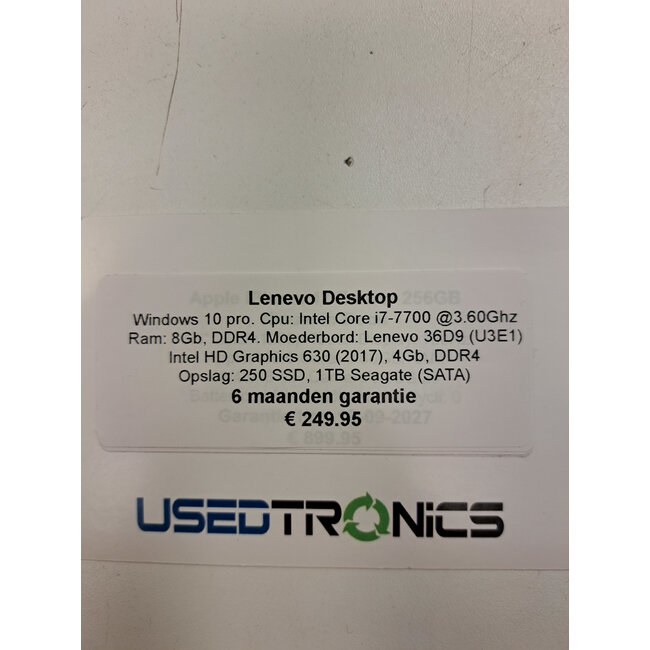 Lenevo Desktop
Windows 10 pro. Cpu: Intel Core i7-7700 @3.60Ghz
Ram: 8Gb, DDR4. Moederbord: Lenevo 36D9 (U3E1)
Intel HD Graphics 630 (2017), 4Gb, DDR4
Opslag: 250 SSD, 1TB Seagate (SATA)
6 maanden garantie
€ 249.95
€ 899.95
USEDTRONiCS